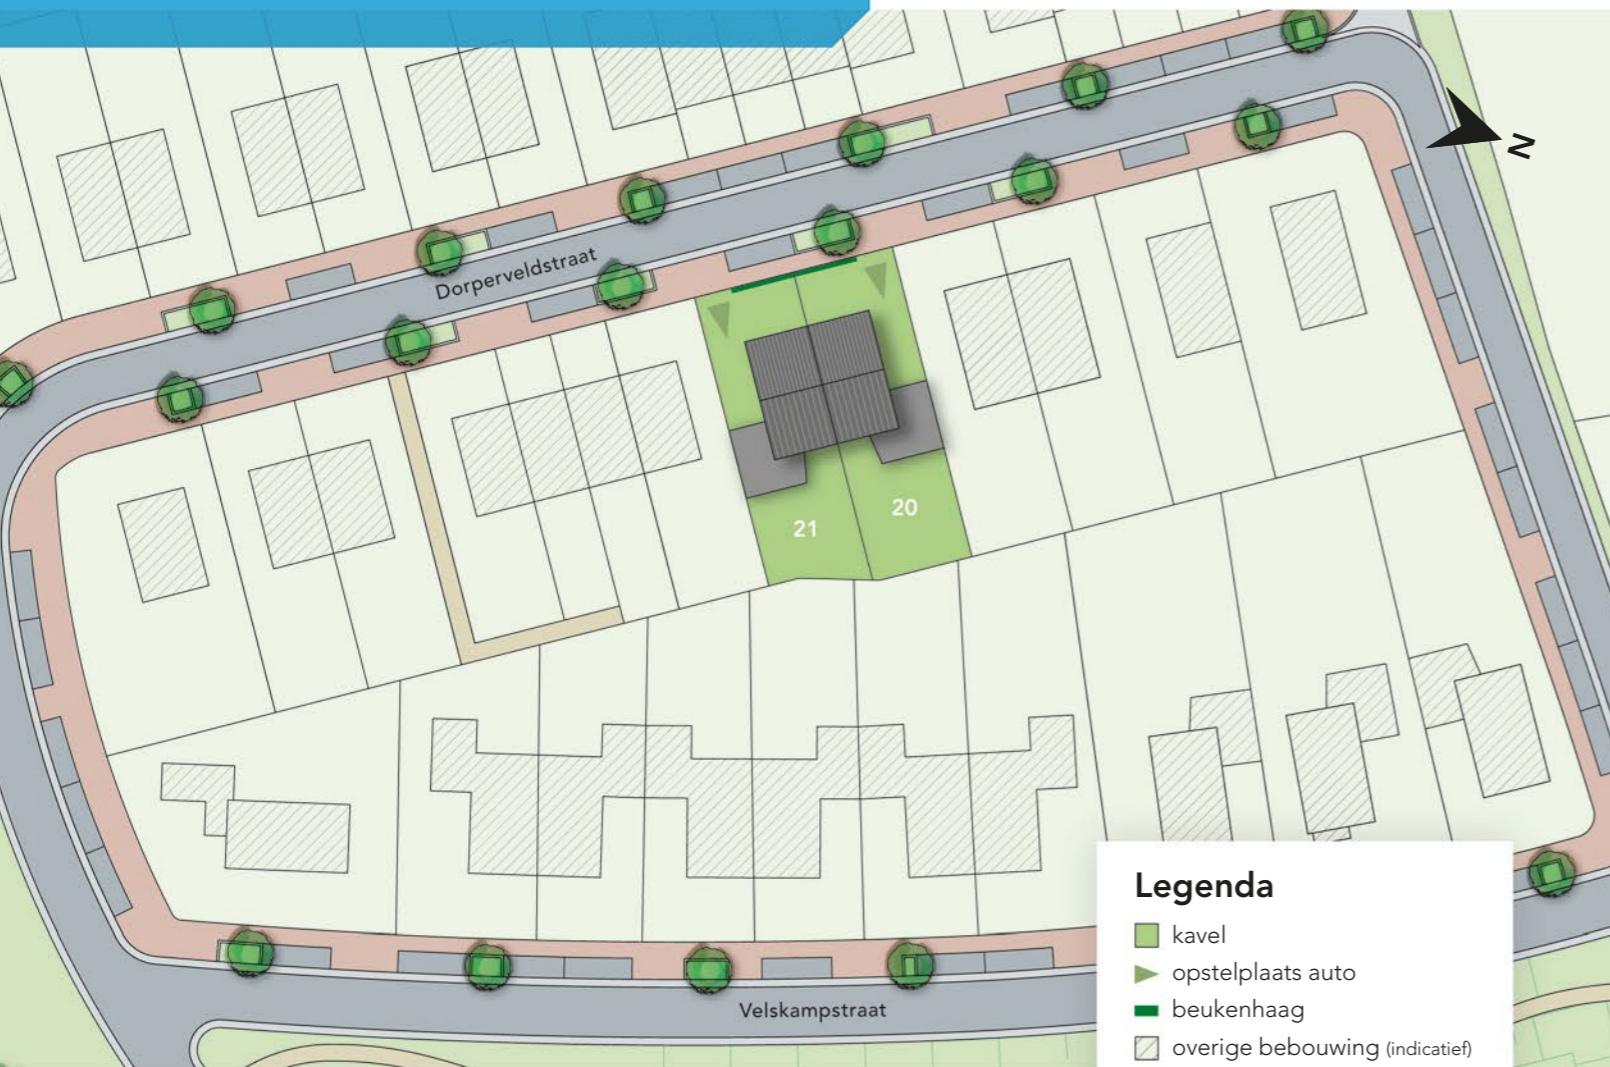 N
Dorperveldstraat
20
21
Velskampstraat
Legenda
kavel
opstelplaats auto
beukenhaag
overige bebouwing (indicatief)